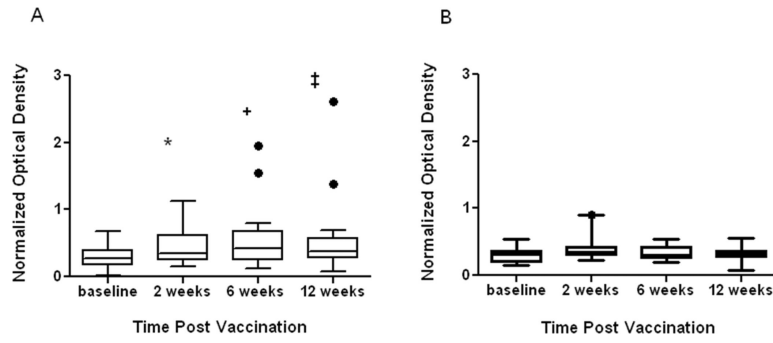 A
Normalized Optical Density
3
2
1
0
*
+
‡
baseline 2 weeks 6 weeks 12 weeks
Time Post Vaccination
B
Normalized Optical Density
3
2
1
0
baseline 2 weeks 6 weeks 12 weeks
Time Post Vaccination